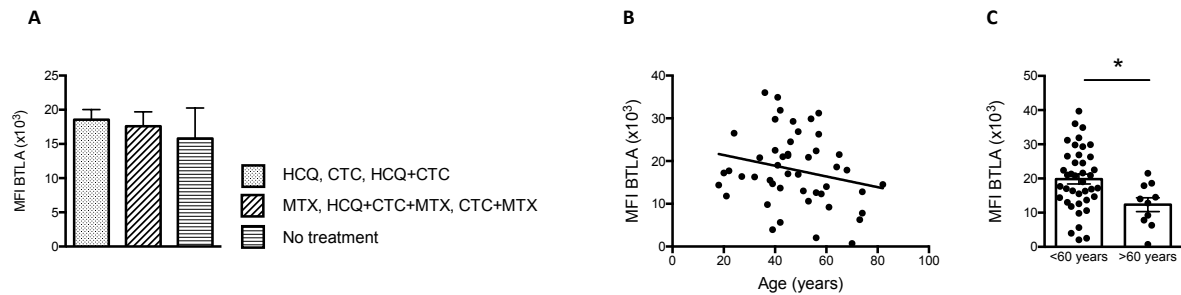 A
B
C
25
20
15
10
5
0
MFI BTLA (x10³)
HCQ, CTC, HCQ+CTC
MTX, HCQ+CTC+MTX, CTC+MTX
No treatment
40
30
20
10
0
MFI BTLA (x10³)
0 20 40 60 80 100
Age (years)
*
50
40
30
20
10
0
MFI BTLA (x10³)
<60 years >60 years